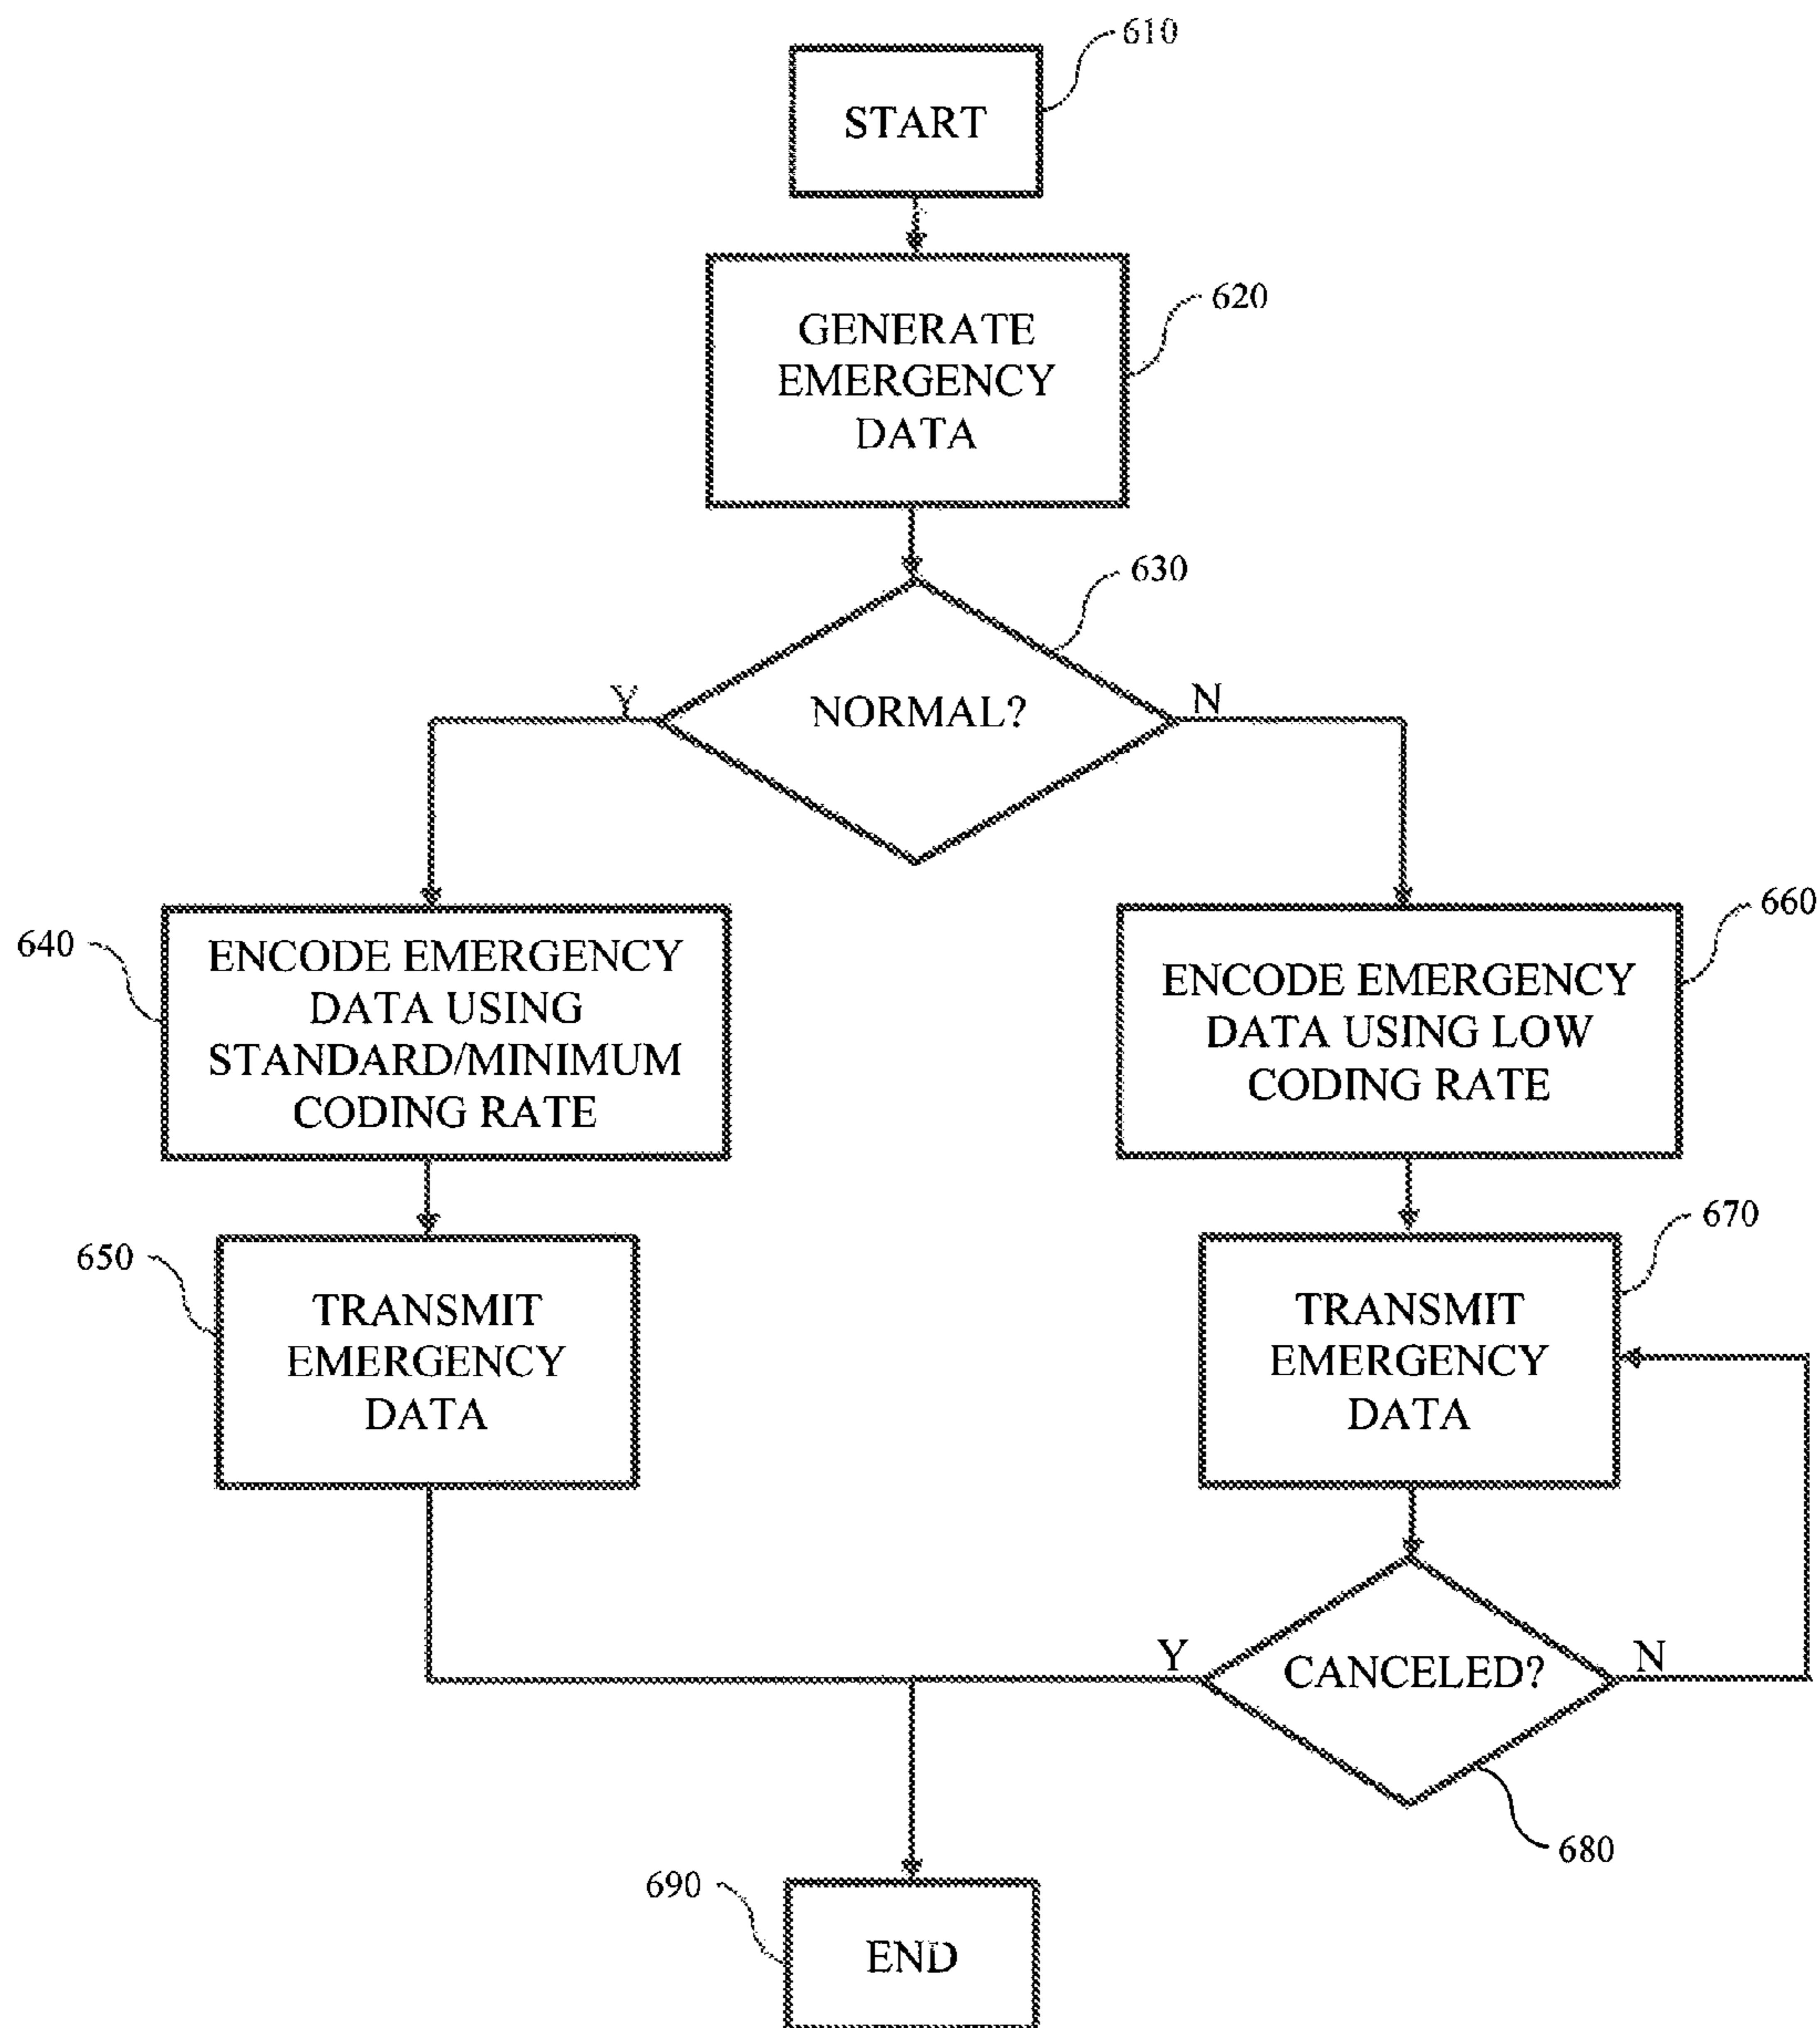 610
START
620
GENERATE
EMERGENCY
DATA
630
Y
NORMAL?
N
640
ENCODE EMERGENCY
DATA USING
STANDARD/MINIMUM
CODING RATE
660
ENCODE EMERGENCY
DATA USING LOW
CODING RATE
650
TRANSMIT
EMERGENCY
DATA
670
TRANSMIT
EMERGENCY
DATA
Y
CANCELED?
N
680
690
END